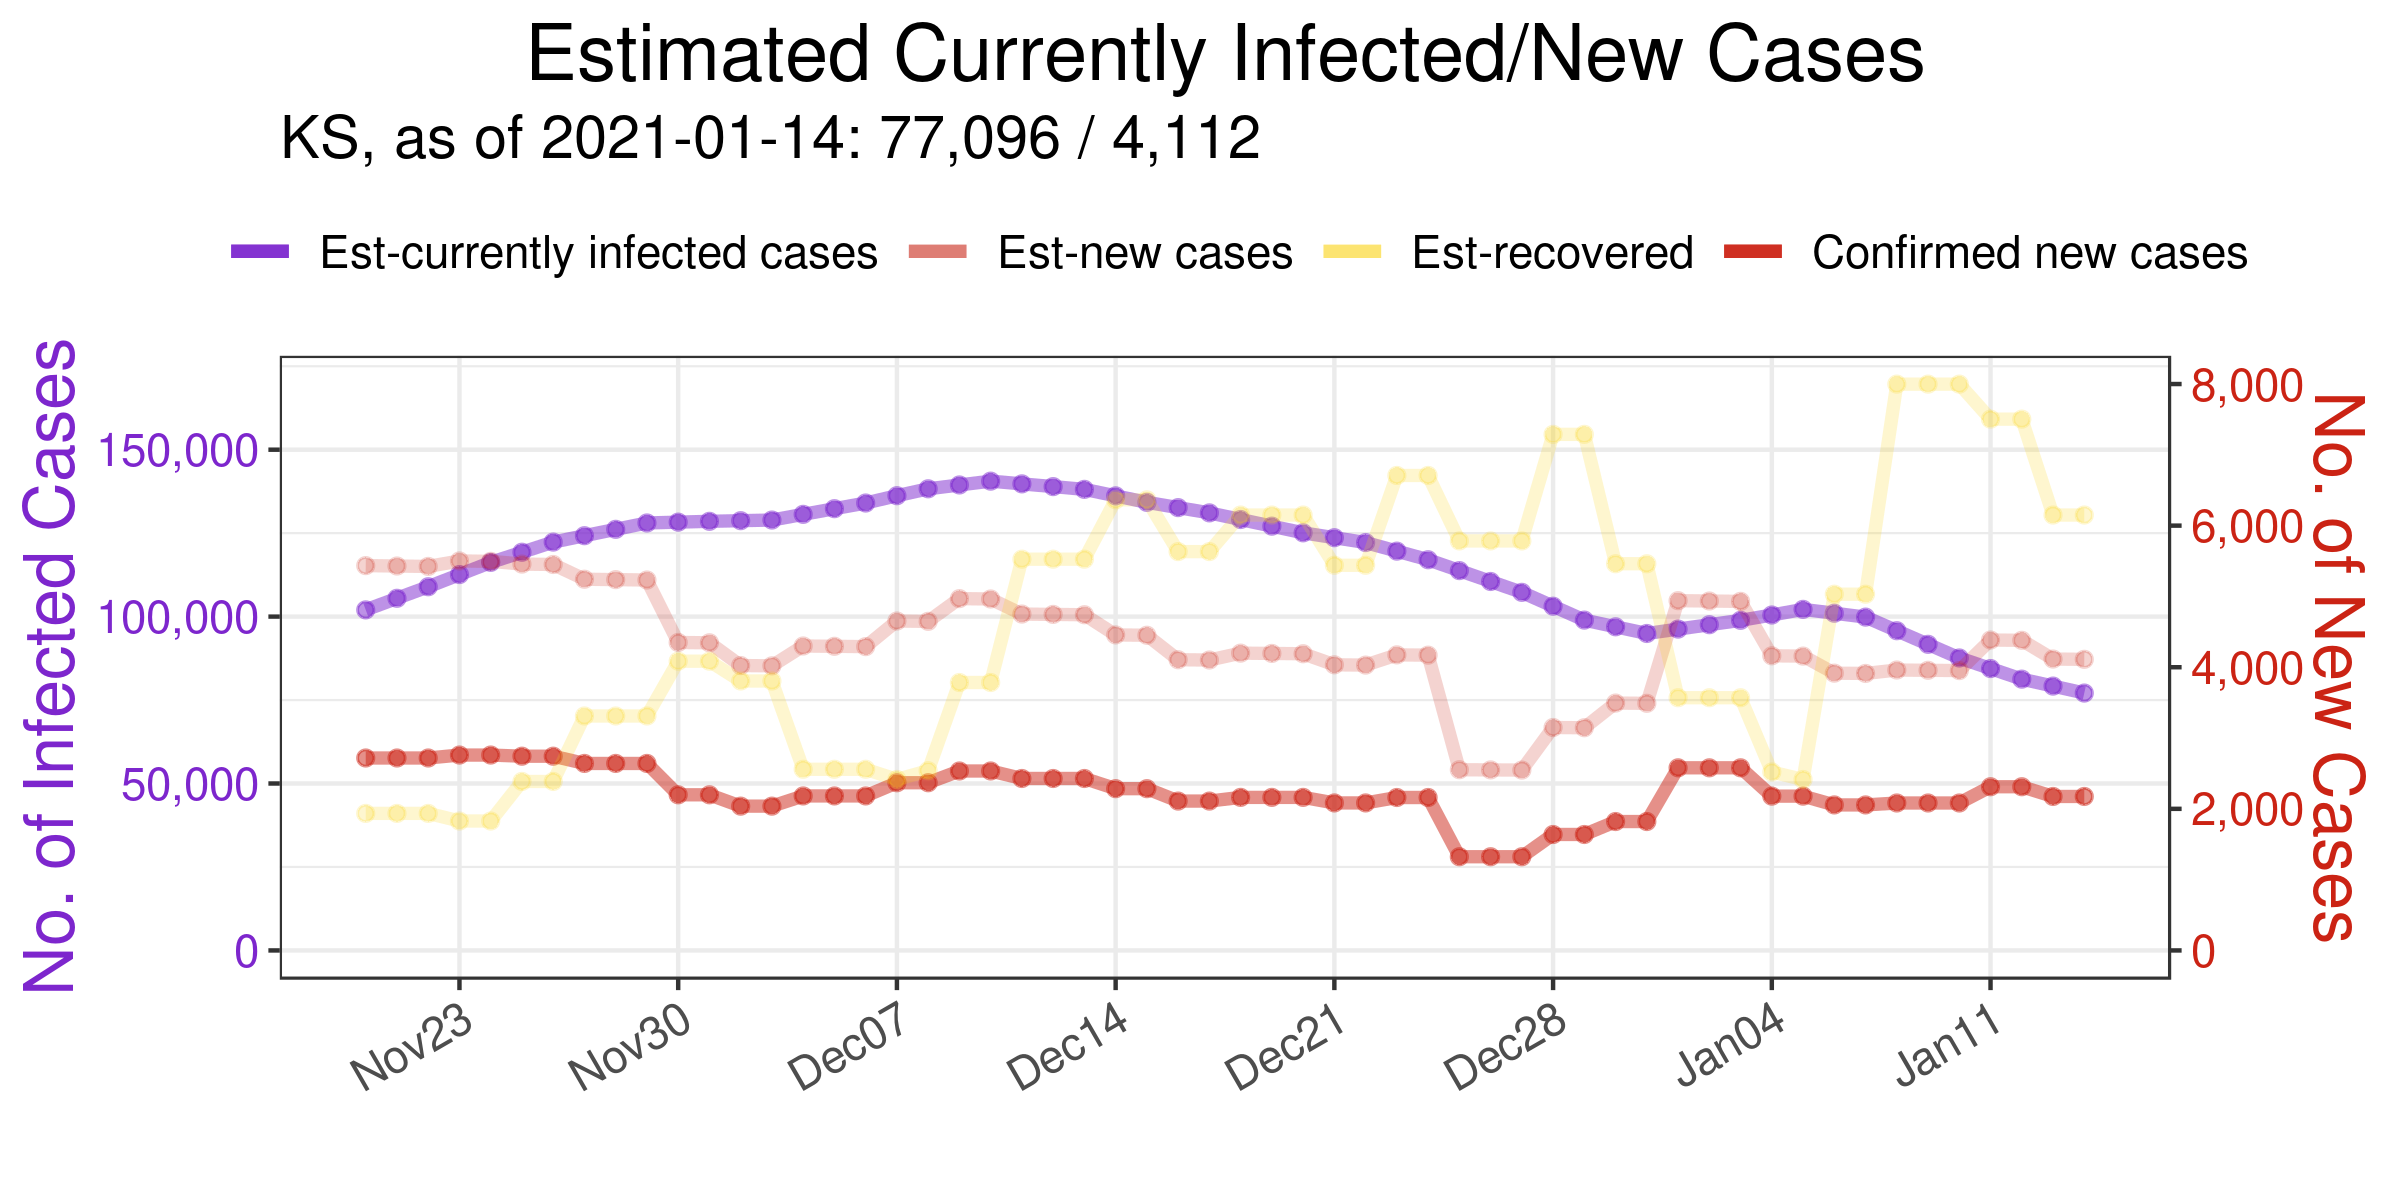 Estimated Currently Infected/New Cases
KS, as of 2021-01-14: 77,096 / 4,112
Est-currently infected cases Est-new cases Est-recovered Confirmed new cases
No. of Infected Cases
150,000
100,000
50,000
0
8,000
6,000
4,000
2,000
0
No. of New Cases
Nov23 Nov30 Dec07 Dec14 Dec21 Dec28 Jan04 Jan11